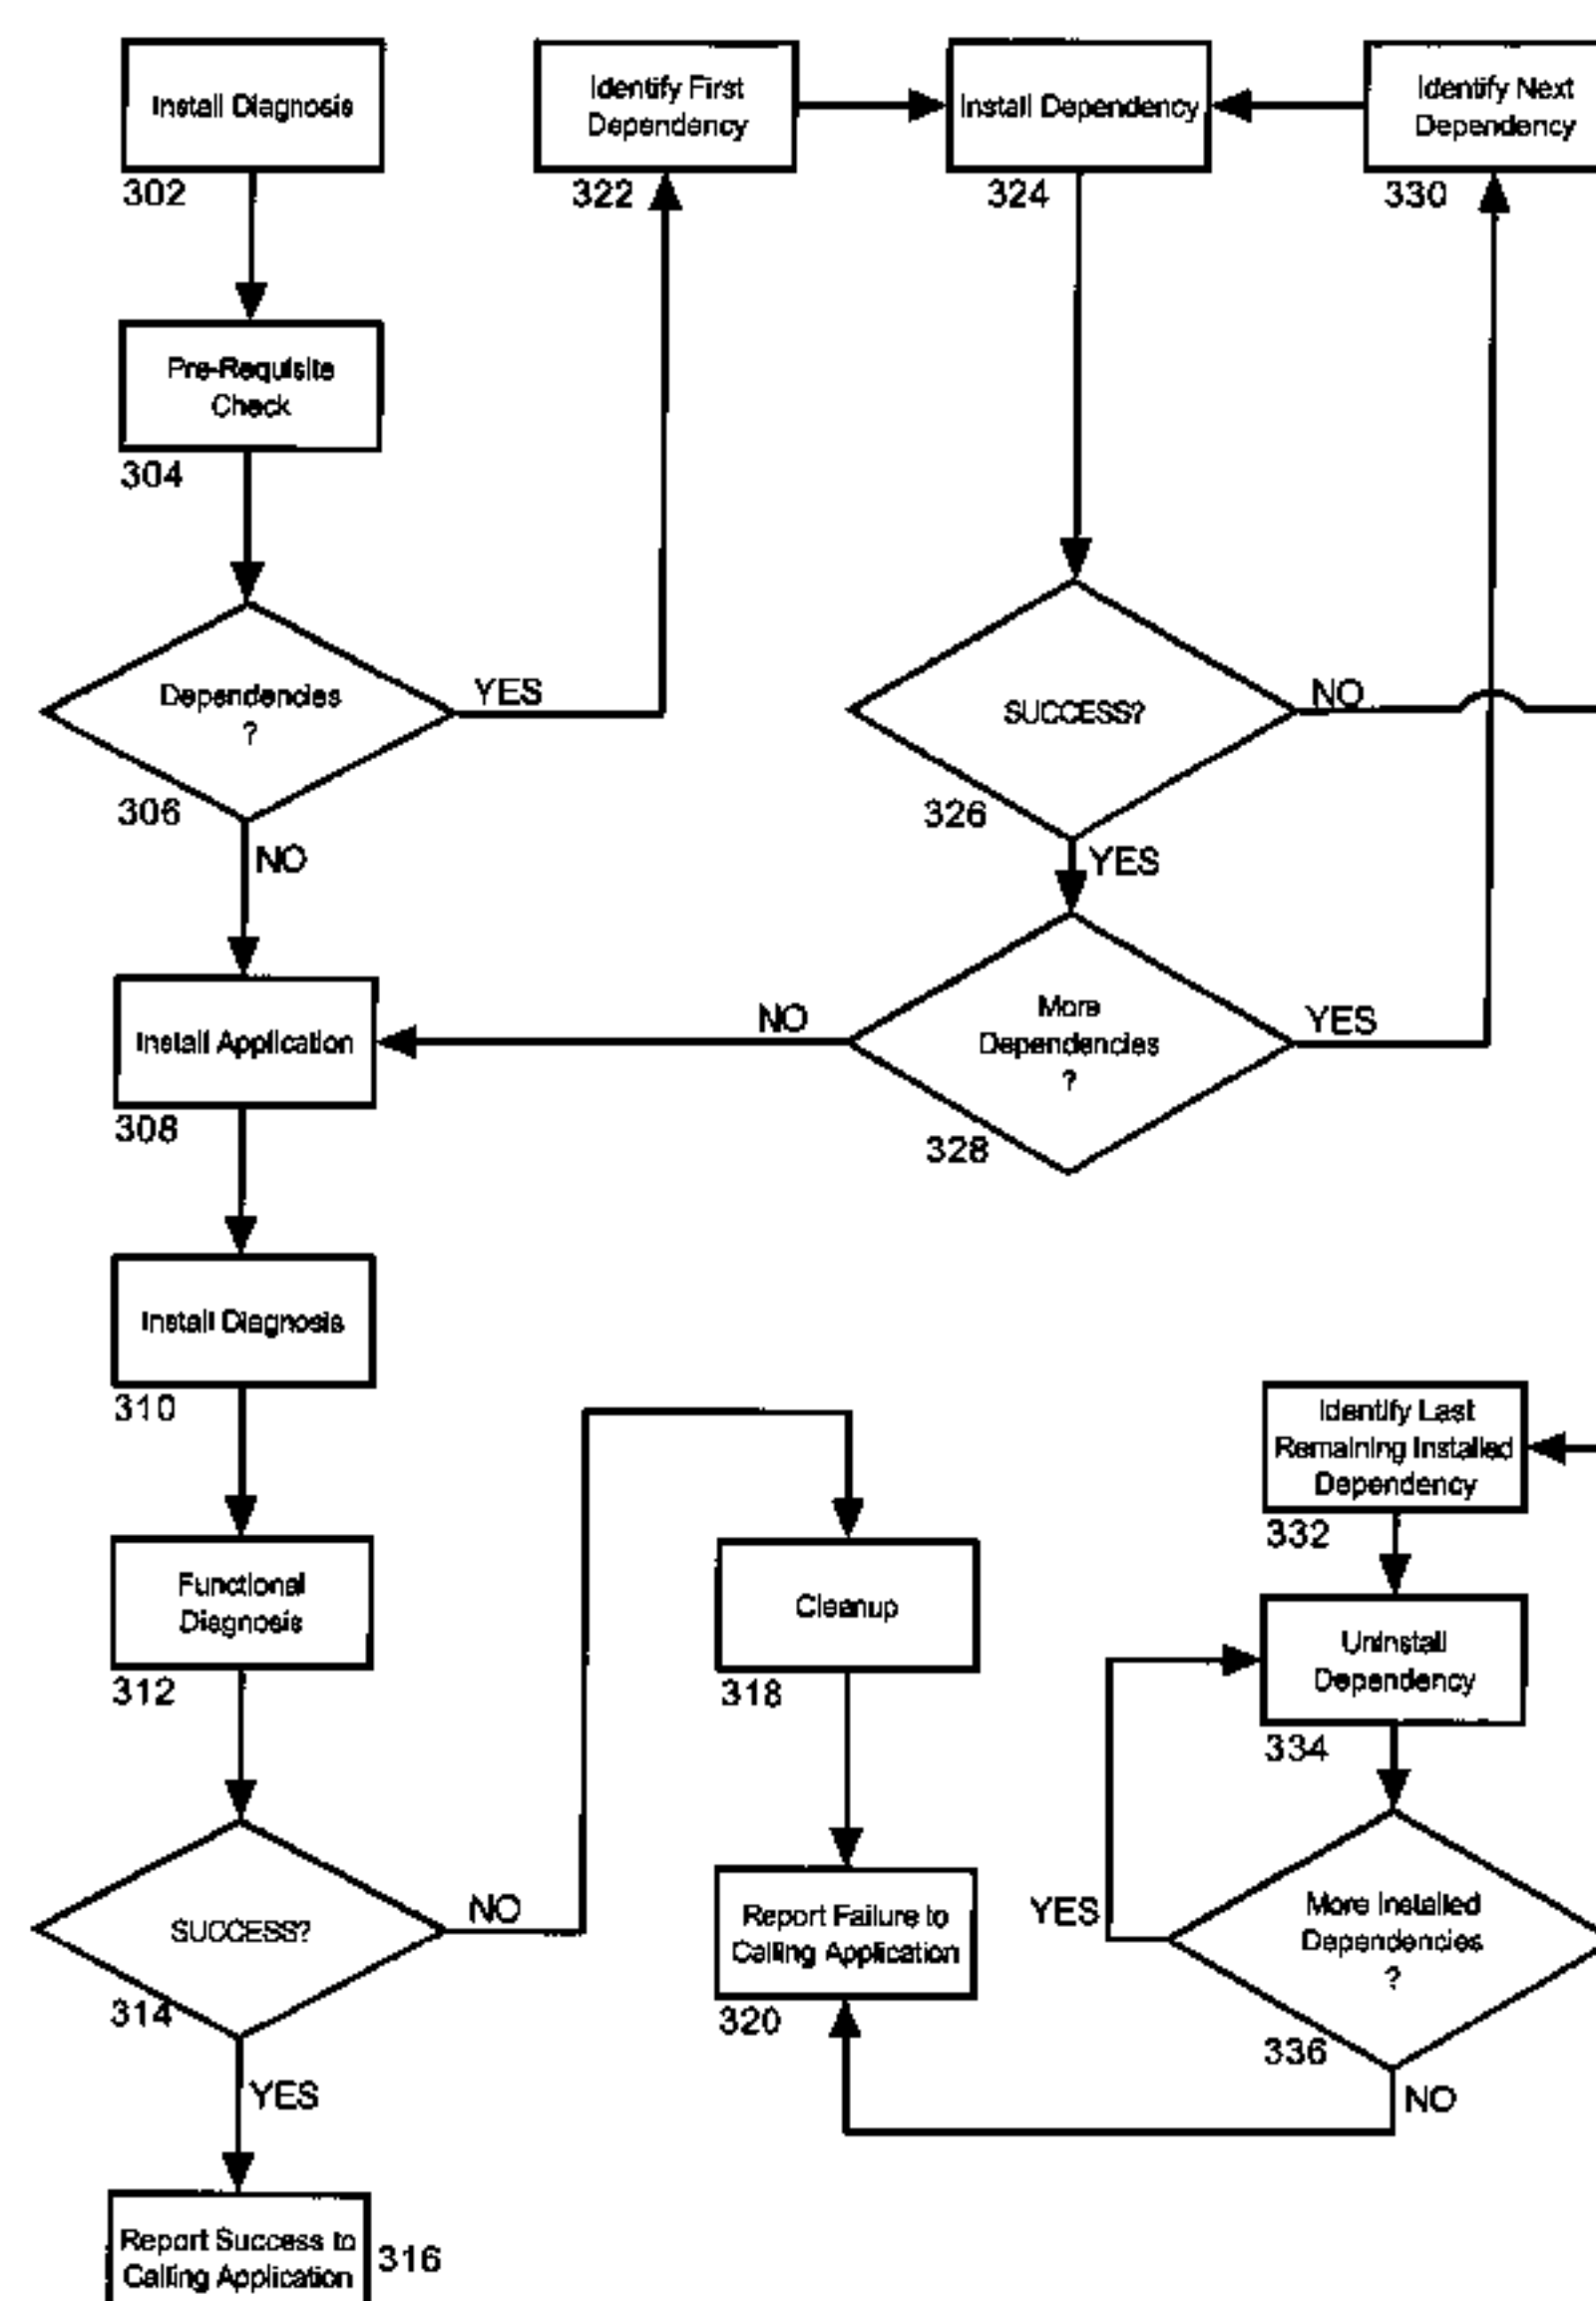 Install Diagnosis
302
Pre-Requisite
Check
304
Dependencies
?
306
YES
NO
Install Application
308
Install Diagnosis
310
Functional
Diagnosis
312
SUCCESS?
314
NO
YES
Report Success to
Calling Application
316
Cleanup
318
Report Failure to
Calling Application
320
Identify First
Dependency
322
Install Dependency
324
SUCCESS?
326
NO
YES
More
Dependencies
?
328
NO
YES
Identify Next
Dependency
330
Identify Last
Remaining Installed
Dependency
332
Uninstall
Dependency
334
More Installed
Dependencies
?
336
YES
NO